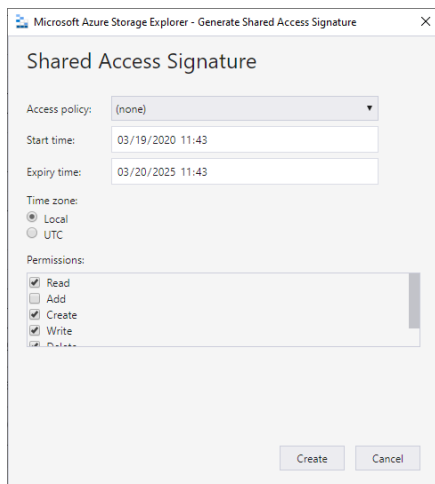 Microsoft Azure Storage Explorer - Generate Shared Access Signature
Shared Access Signature
Access policy: (none)
Start time: 03/19/2020 11:43
Expiry time: 03/20/2025 11:43
Time zone:
Local
UTC
Permissions:
Read
Add
Create
Write
Delete
Create Cancel